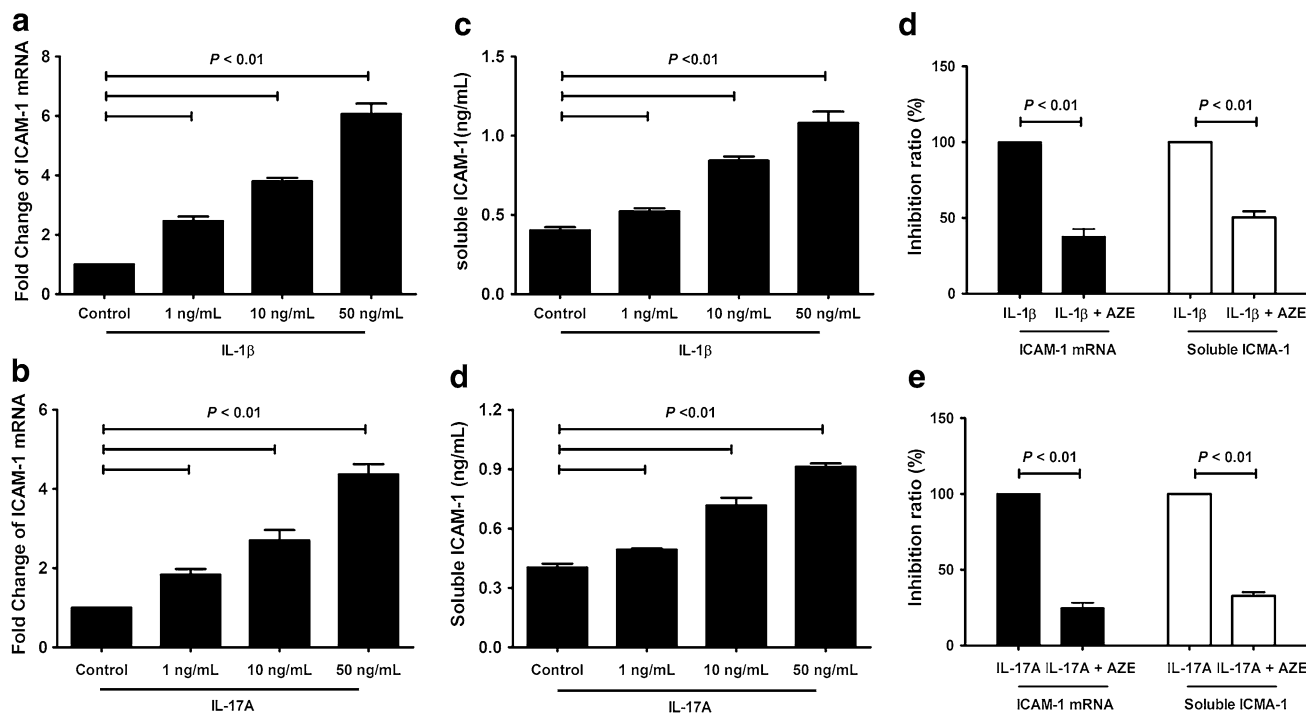 a
Fold Change of ICAM-1 mRNA
8
6
4
2
0
P < 0.01
Control 1 ng/mL 10 ng/mL 50 ng/mL
IL-1β
c
soluble ICAM-1(ng/mL)
1.5
1.0
0.5
0.0
P <0.01
Control 1 ng/mL 10 ng/mL 50 ng/mL
IL-1β
d
Inhibition ratio (%)
150
100
50
0
P < 0.01 P < 0.01
IL-1β IL-1β + AZE IL-1β IL-1β + AZE
ICAM-1 mRNA Soluble ICMA-1
b
Fold Change of ICAM-1 mRNA
6
4
2
0
P < 0.01
Control 1 ng/mL 10 ng/mL 50 ng/mL
IL-17A
d
Soluble ICAM-1 (ng/mL)
1.2
0.9
0.6
0.3
0.0
P <0.01
Control 1 ng/mL 10 ng/mL 50 ng/mL
IL-17A
e
Inhibition ratio (%)
150
100
50
0
P < 0.01 P < 0.01
IL-17A IL-17A + AZE IL-17A IL-17A + AZE
ICAM-1 mRNA Soluble ICMA-1